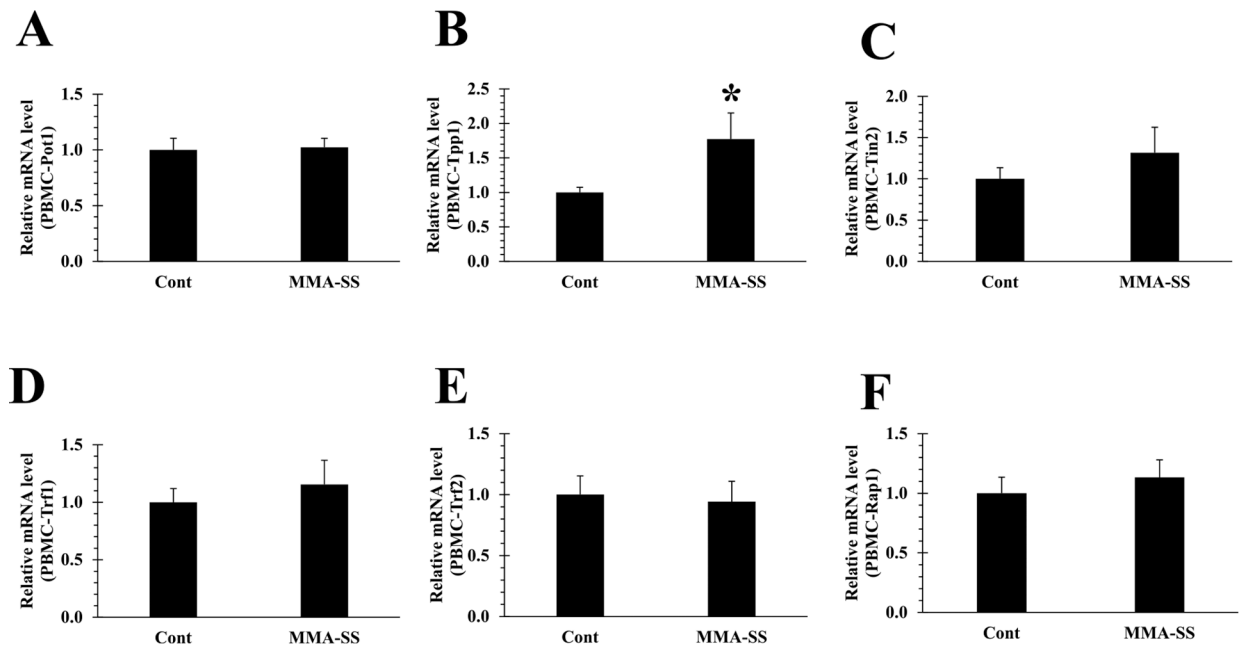 A
Relative mRNA level
(PBMC-Pot1)
1.5
1.0
0.5
0.0
Cont
MMA-SS
B
Relative mRNA level
(PBMC-Tpp1)
2.5
2.0
1.5
1.0
0.5
0.0
*
Cont
MMA-SS
C
Relative mRNA level
(PBMC-Tin2)
2.0
1.5
1.0
0.5
0.0
Cont
MMA-SS
D
Relative mRNA level
(PBMC-Trf1)
1.5
1.0
0.5
0.0
Cont
MMA-SS
E
Relative mRNA level
(PBMC-Trf2)
1.5
1.0
0.5
0.0
Cont
MMA-SS
F
Relative mRNA level
(PBMC-Rap1)
1.5
1.0
0.5
0.0
Cont
MMA-SS